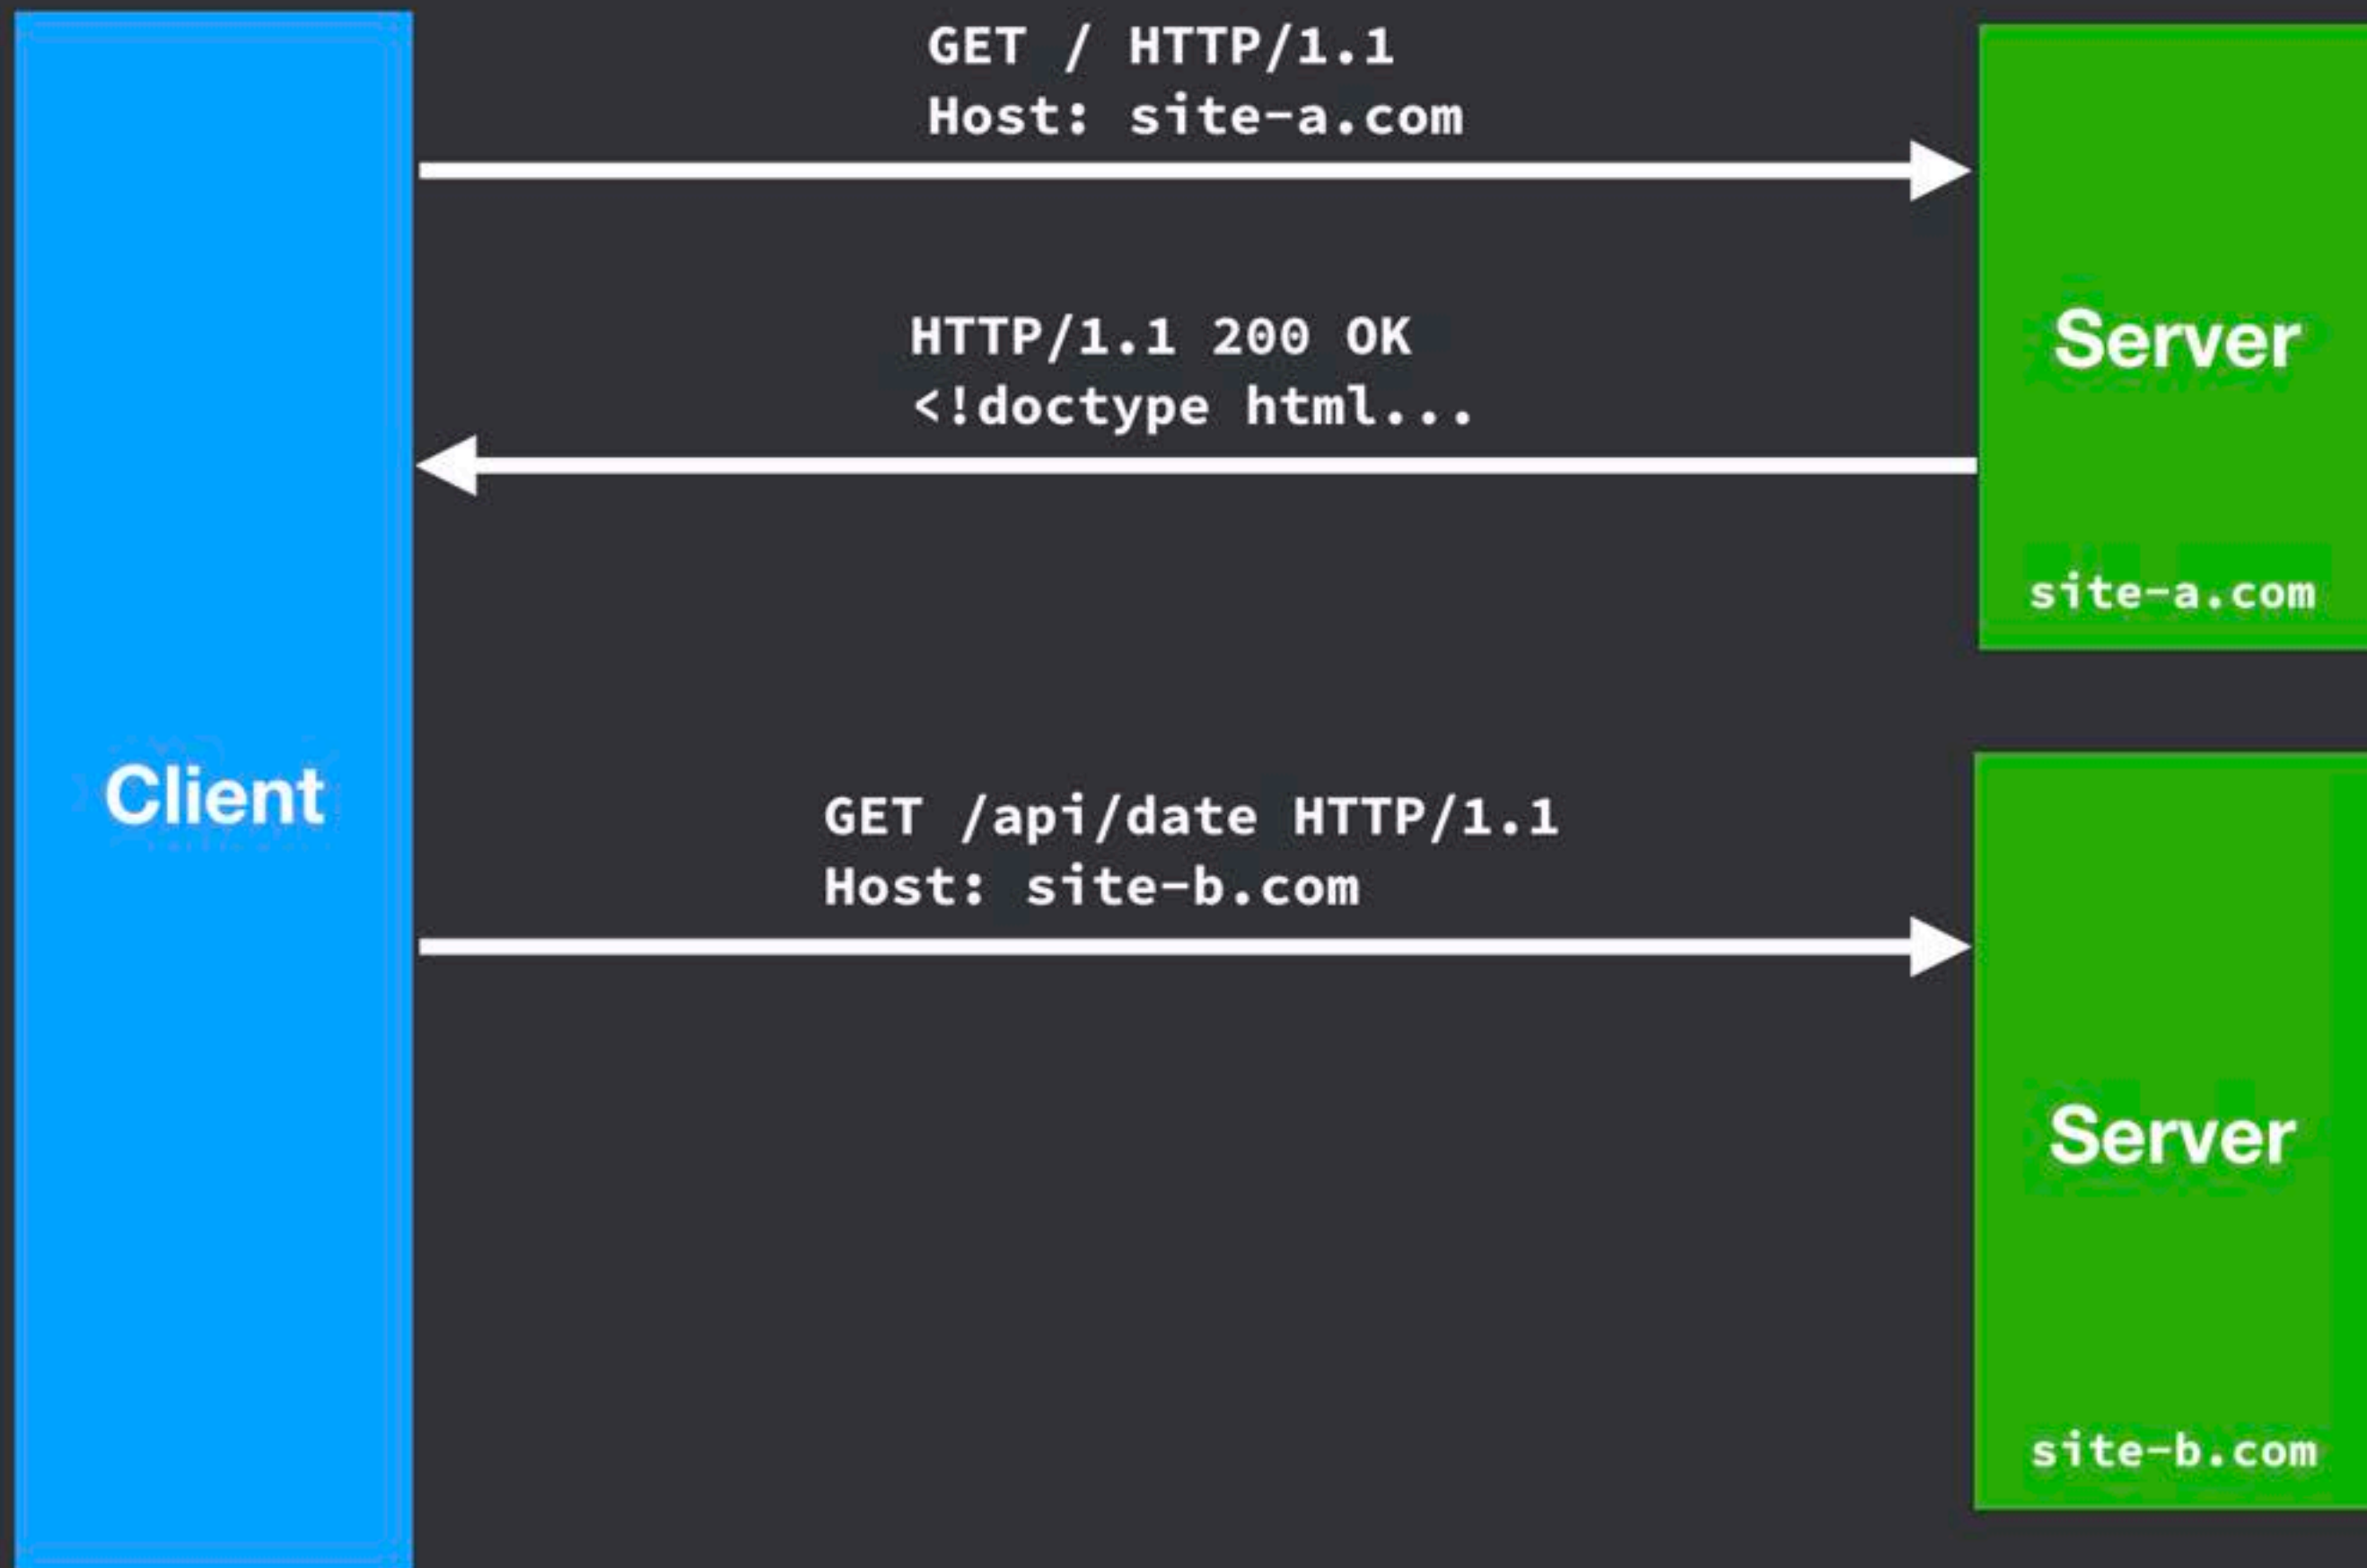 GET / HTTP/1.1
Host: site-a.com
HTTP/1.1 200 OK
<!doctype html...
Server
site-a.com
Client
GET /api/date HTTP/1.1
Host: site-b.com
Server
site-b.com